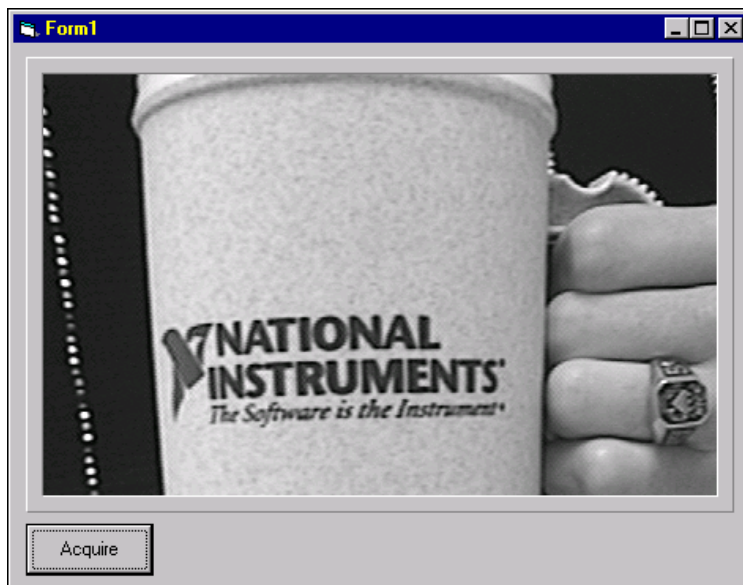 Form1
NATIONAL
INSTRUMENTS
The Software is the Instrument
Acquire